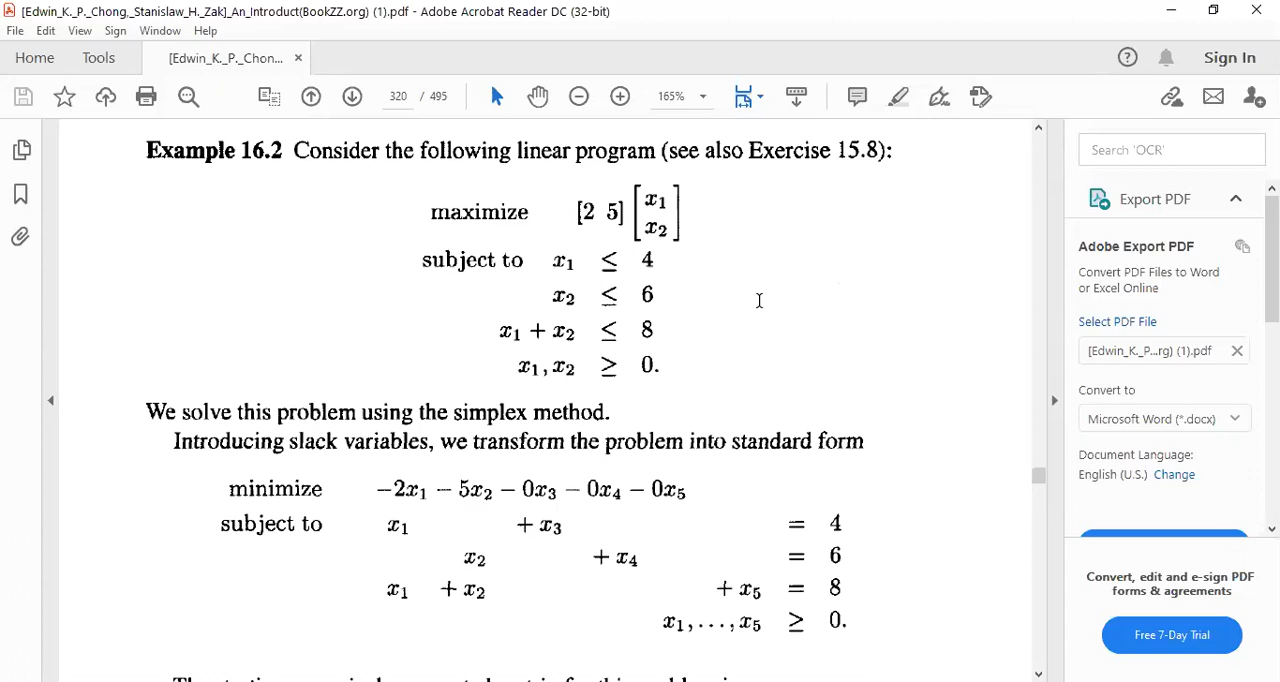 [Edwin_K._P._Chong,_Stanislaw_H._Zak]_An_Introduct(BookZZ.org) (1).pdf - Adobe Acrobat Reader DC (32-bit)
File Edit View Sign Window Help
Home Tools [Edwin_K._P._Chon... × Sign In
320 / 495 165%
Example 16.2 Consider the following linear program (see also Exercise 15.8):
maximize [2 5] [x₁
x₂]
subject to x₁ ≤ 4
x₂ ≤ 6
x₁ + x₂ ≤ 8
x₁, x₂ ≥ 0.
We solve this problem using the simplex method.
Introducing slack variables, we transform the problem into standard form
minimize −2x₁ − 5x₂ − 0x₃ − 0x₄ − 0x₅
subject to x₁ + x₃ = 4
x₂ + x₄ = 6
x₁ + x₂ + x₅ = 8
x₁, . . . , x₅ ≥ 0.
Search 'OCR'
Export PDF
Adobe Export PDF
Convert PDF Files to Word
or Excel Online
Select PDF File
[Edwin_K._P...rg) (1).pdf
Convert to
Microsoft Word (*.docx)
Document Language:
English (U.S.) Change
Convert, edit and e-sign PDF
forms & agreements
Free 7-Day Trial